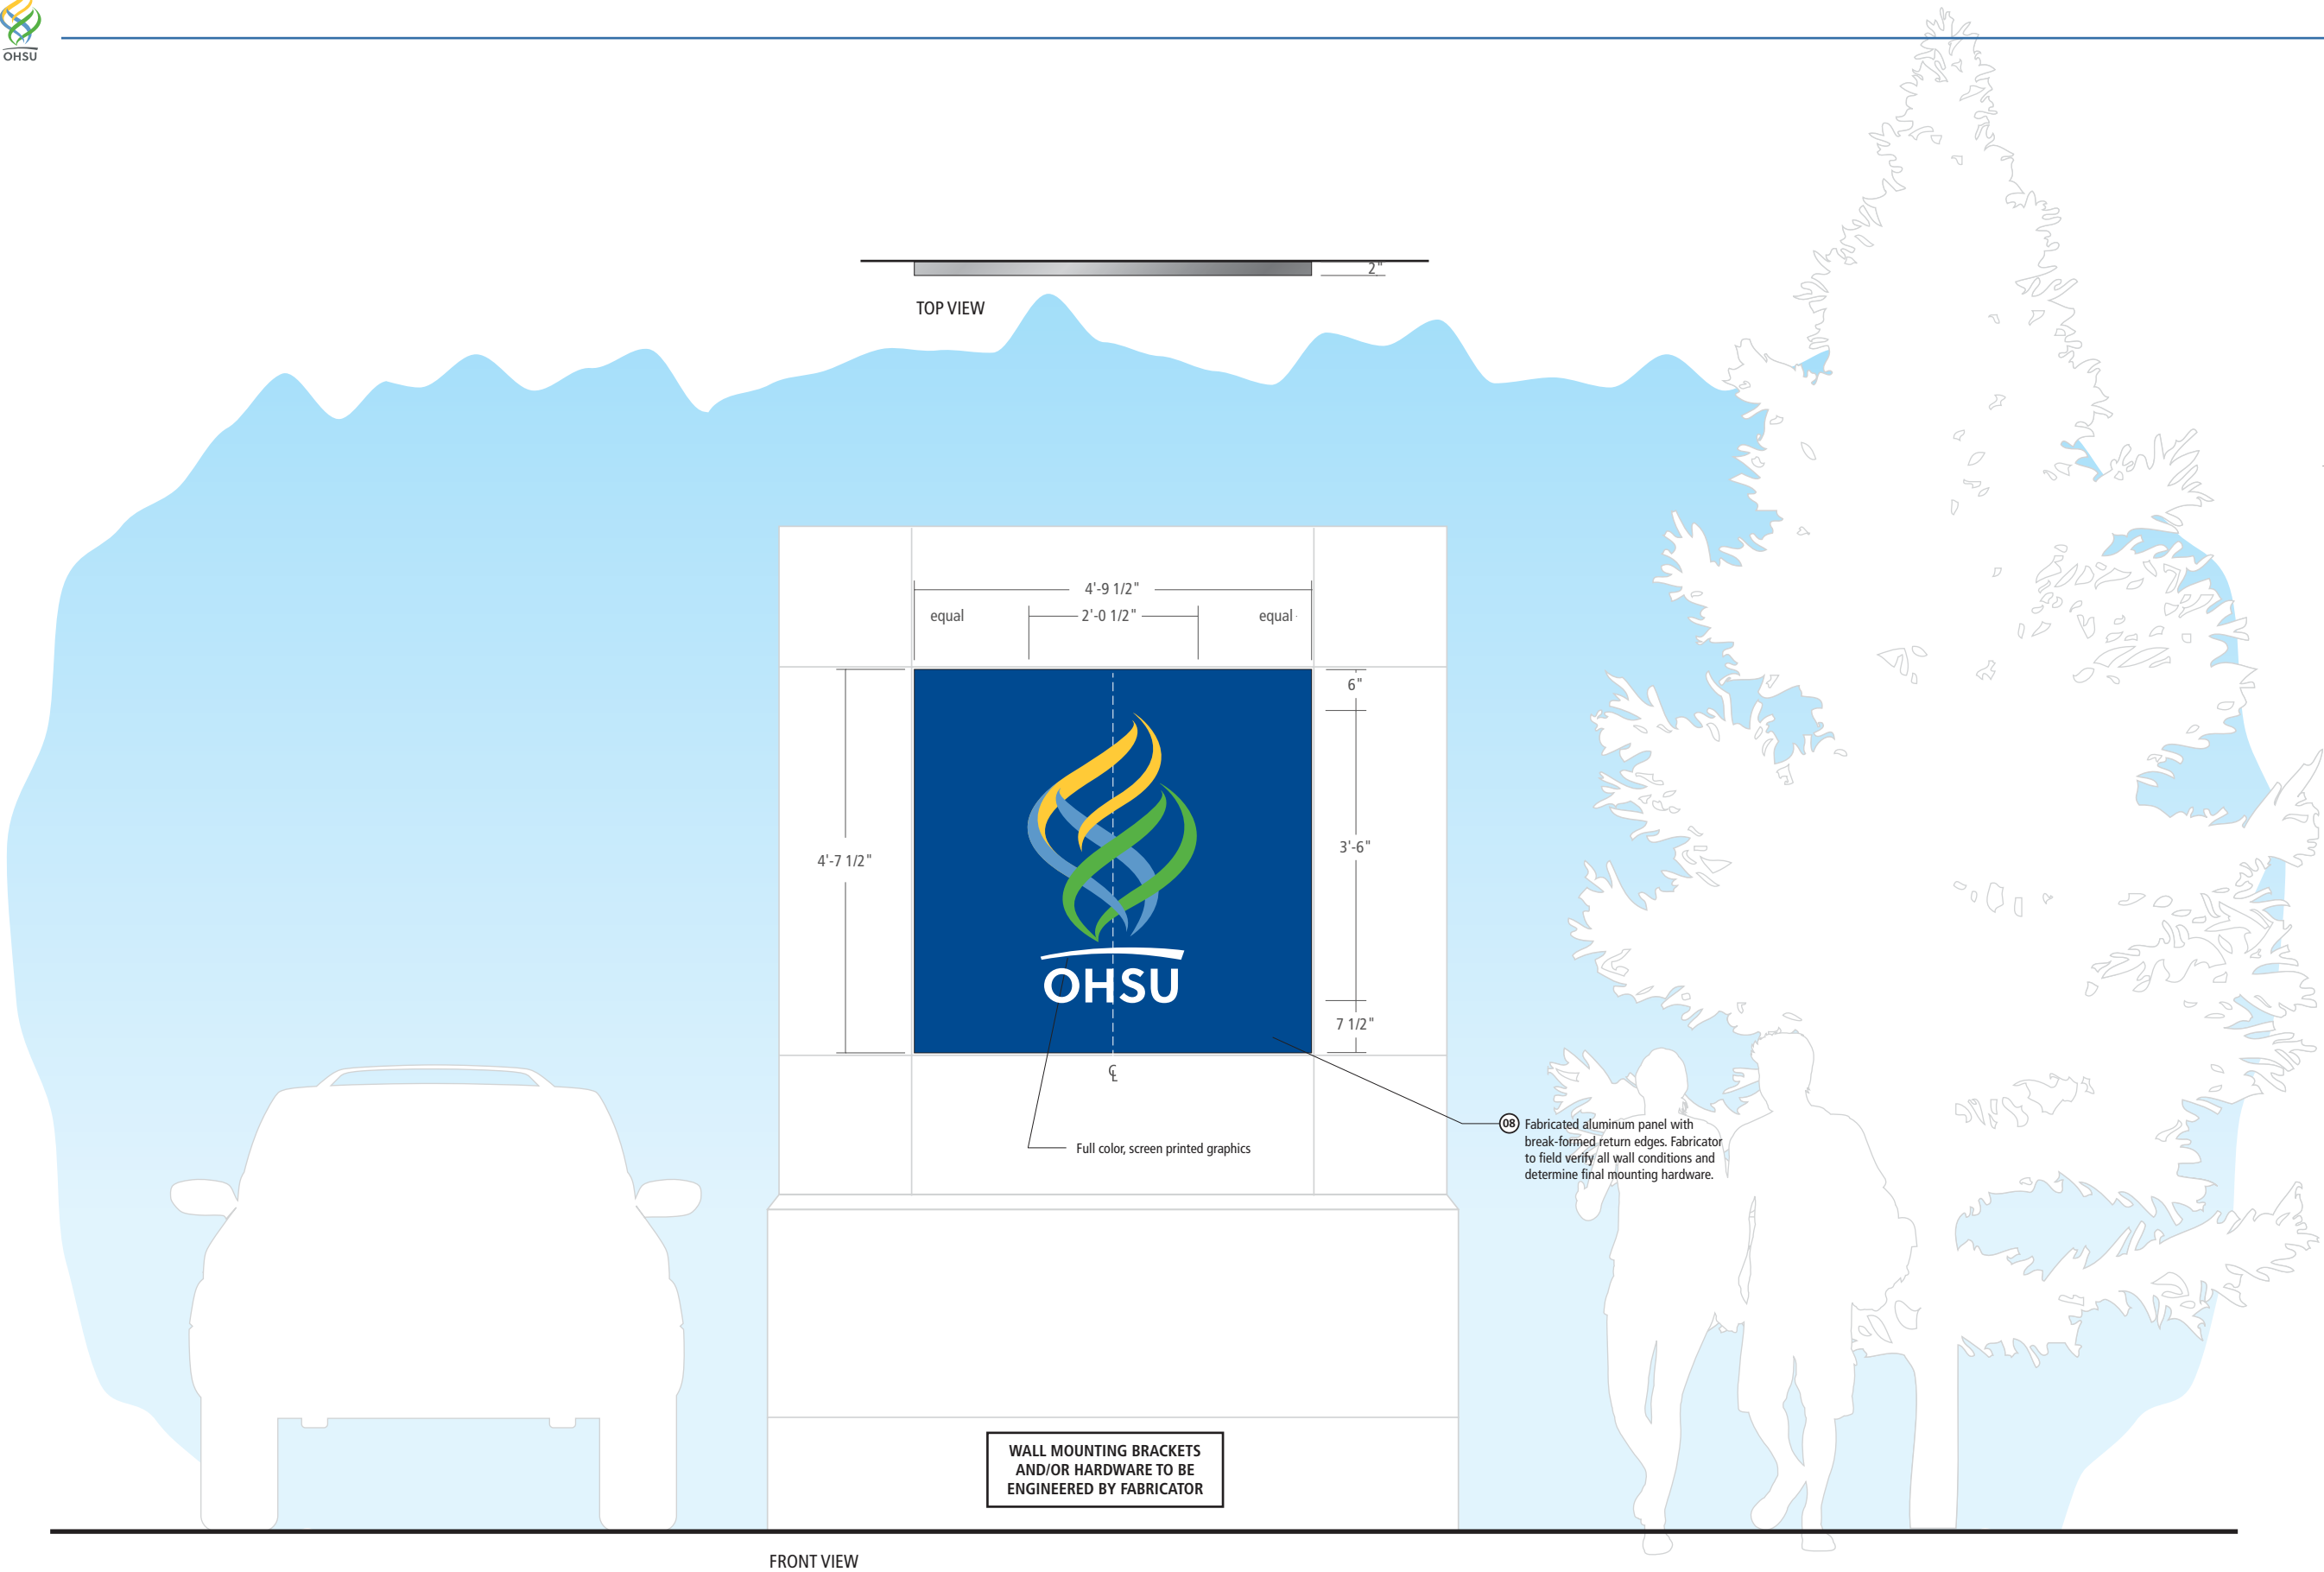 OHSU
2"
TOP VIEW
4'-9 1/2"
equal
2'-0 1/2"
equal
6"
4'-7 1/2"
3'-6"
OHSU
7 1/2"
℄
08
Fabricated aluminum panel with
break-formed return edges. Fabricator
to field verify all wall conditions and
determine final mounting hardware.
Full color, screen printed graphics
WALL MOUNTING BRACKETS
AND/OR HARDWARE TO BE
ENGINEERED BY FABRICATOR
FRONT VIEW